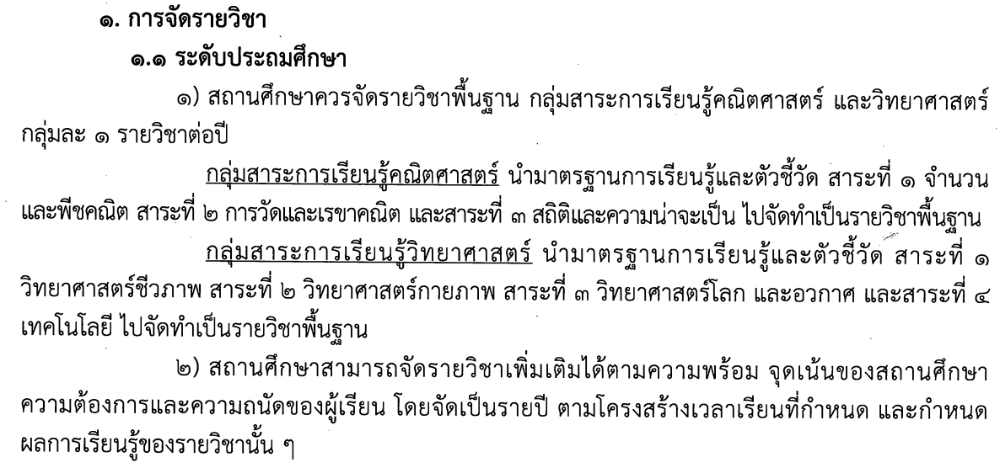 ๑. การจัดรายวิชา
๑.๑ ระดับประถมศึกษา
๑) สถานศึกษาควรจัดรายวิชาพื้นฐาน กลุ่มสาระการเรียนรู้คณิตศาสตร์ และวิทยาศาสตร์
กลุ่มละ ๑ รายวิชาต่อปี
กลุ่มสาระการเรียนรู้คณิตศาสตร์ นำมาตรฐานการเรียนรู้และตัวชี้วัด สาระที่ ๑ จำนวน
และพีชคณิต สาระที่ ๒ การวัดและเรขาคณิต และสาระที่ ๓ สถิติและความน่าจะเป็น ไปจัดทำเป็นรายวิชาพื้นฐาน
กลุ่มสาระการเรียนรู้วิทยาศาสตร์ นำมาตรฐานการเรียนรู้และตัวชี้วัด สาระที่ ๑
วิทยาศาสตร์ชีวภาพ สาระที่ ๒ วิทยาศาสตร์กายภาพ สาระที่ ๓ วิทยาศาสตร์โลก และอวกาศ และสาระที่ ๔
เทคโนโลยี ไปจัดทำเป็นรายวิชาพื้นฐาน
๒) สถานศึกษาสามารถจัดรายวิชาเพิ่มเติมได้ตามความพร้อม จุดเน้นของสถานศึกษา
ความต้องการและความถนัดของผู้เรียน โดยจัดเป็นรายปี ตามโครงสร้างเวลาเรียนที่กำหนด และกำหนด
ผลการเรียนรู้ของรายวิชานั้น ๆ